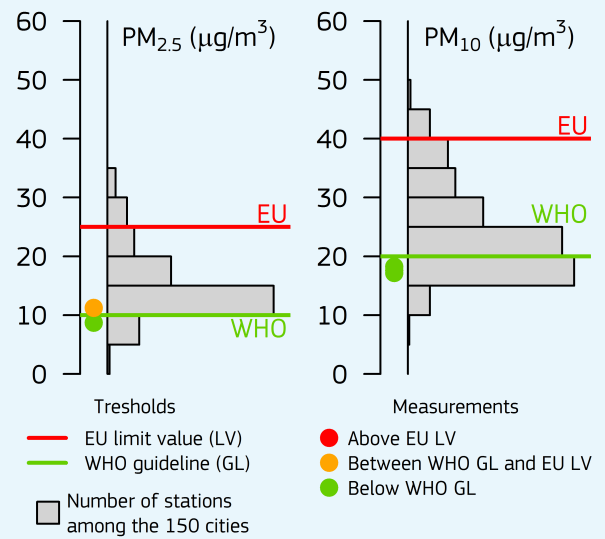 PM2.5 (μg/m3)
60
50
40
30
20
10
0
EU
WHO
PM10 (μg/m3)
60
50
40
30
20
10
0
EU
WHO
Tresholds
EU limit value (LV)
WHO guideline (GL)
Number of stations
among the 150 cities
Measurements
Above EU LV
Between WHO GL and EU LV
Below WHO GL